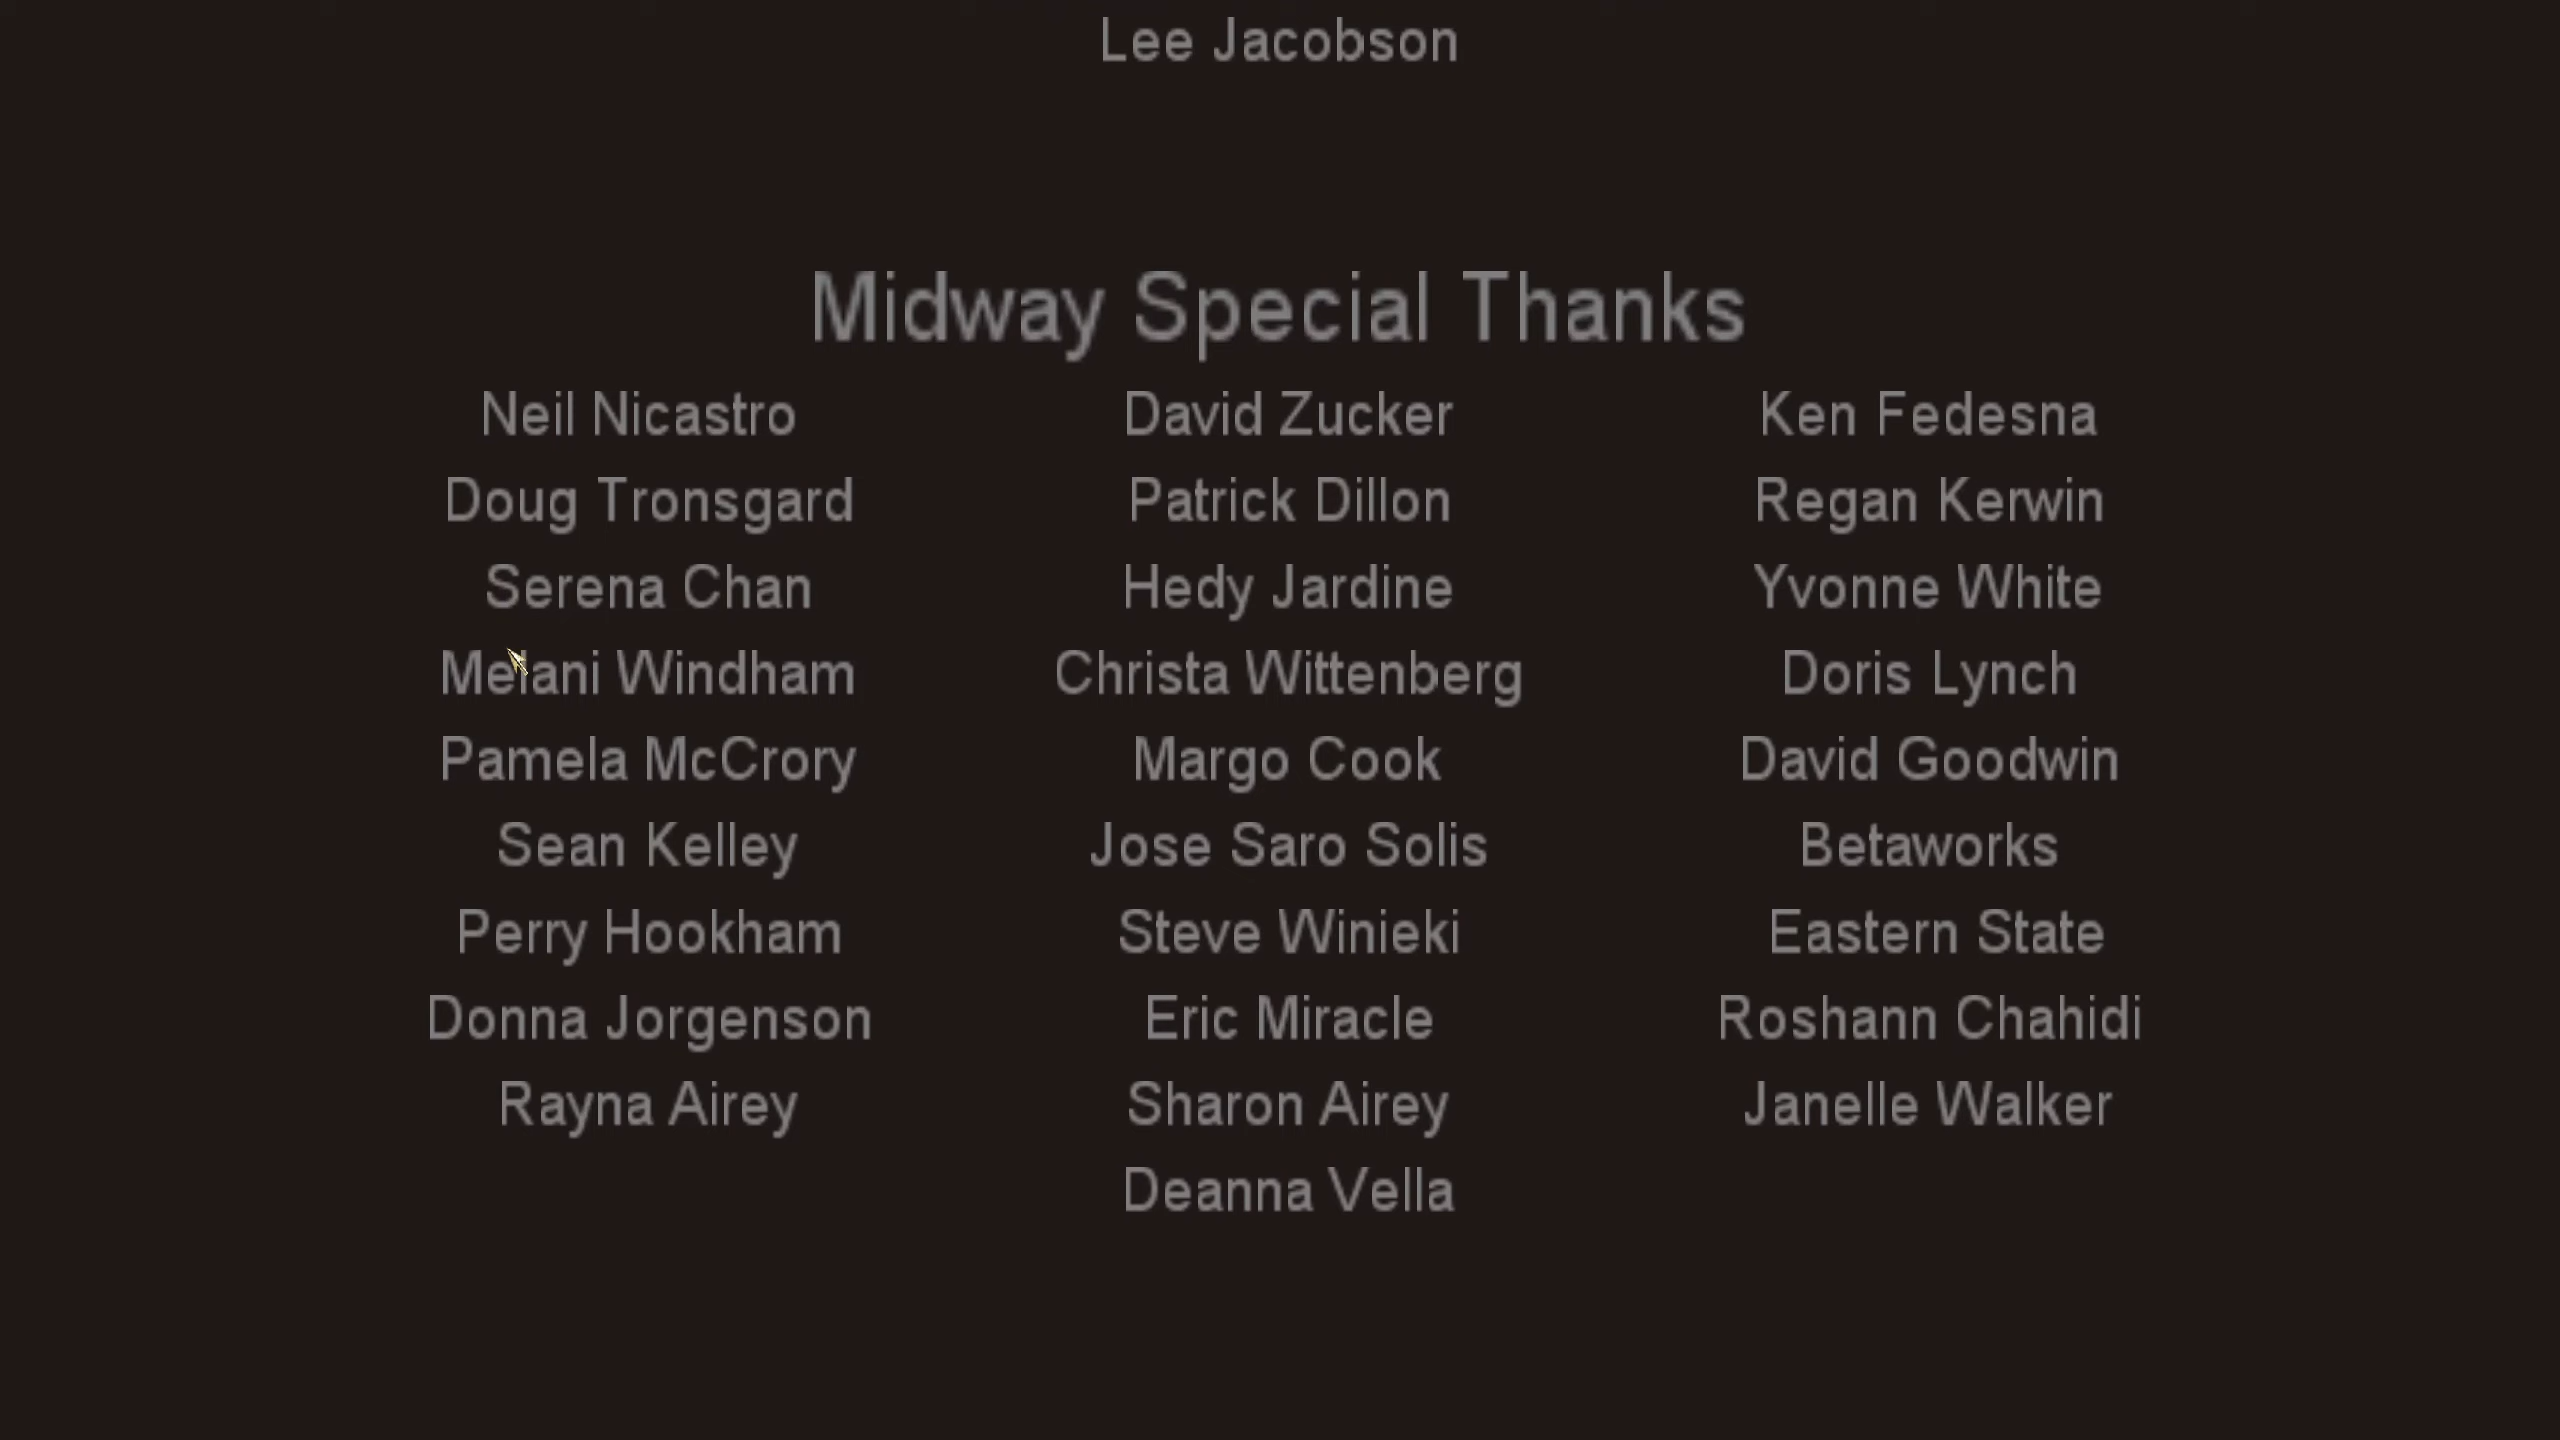 Lee Jacobson
Midway Special Thanks
Neil Nicastro David Zucker Ken Fedesna
Doug Tronsgard Patrick Dillon Regan Kerwin
Serena Chan Hedy Jardine Yvonne White
Melani Windham Christa Wittenberg Doris Lynch
Pamela McCrory Margo Cook David Goodwin
Sean Kelley Jose Saro Solis Betaworks
Perry Hookham Steve Winieki Eastern State
Donna Jorgenson Eric Miracle Roshann Chahidi
Rayna Airey Sharon Airey Janelle Walker
Deanna Vella